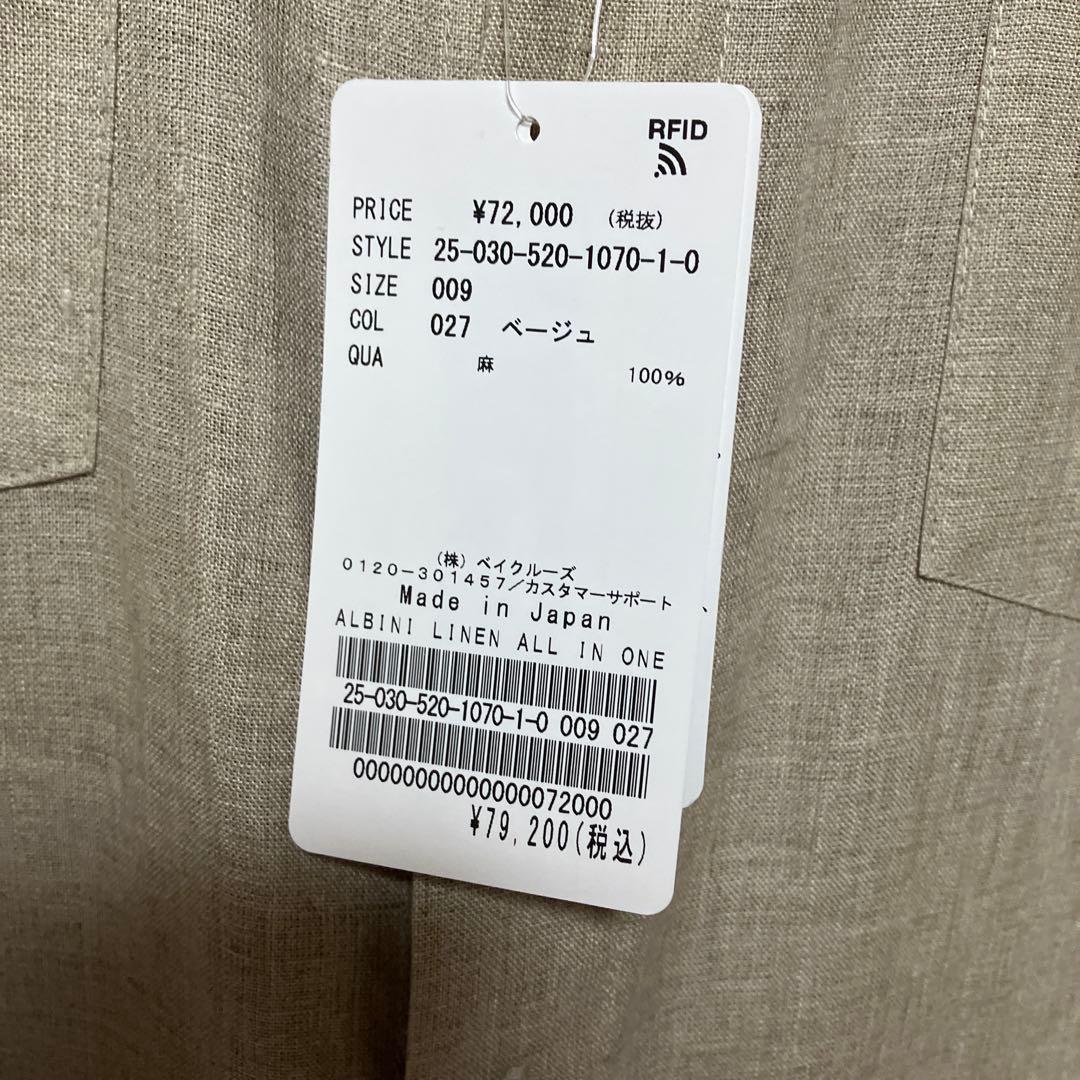 RFID
PRICE ¥72,000 (税抜)
STYLE 25-030-520-1070-1-0
SIZE 009
COL 027 ベージュ
QUA 麻 100%
(株)ベイクルーズ
0120-301457/カスタマーサポート
Made in Japan
ALBINI LINEN ALL IN ONE
25-030-520-1070-1-0 009 027
0000000000000072000
¥79,200(税込)